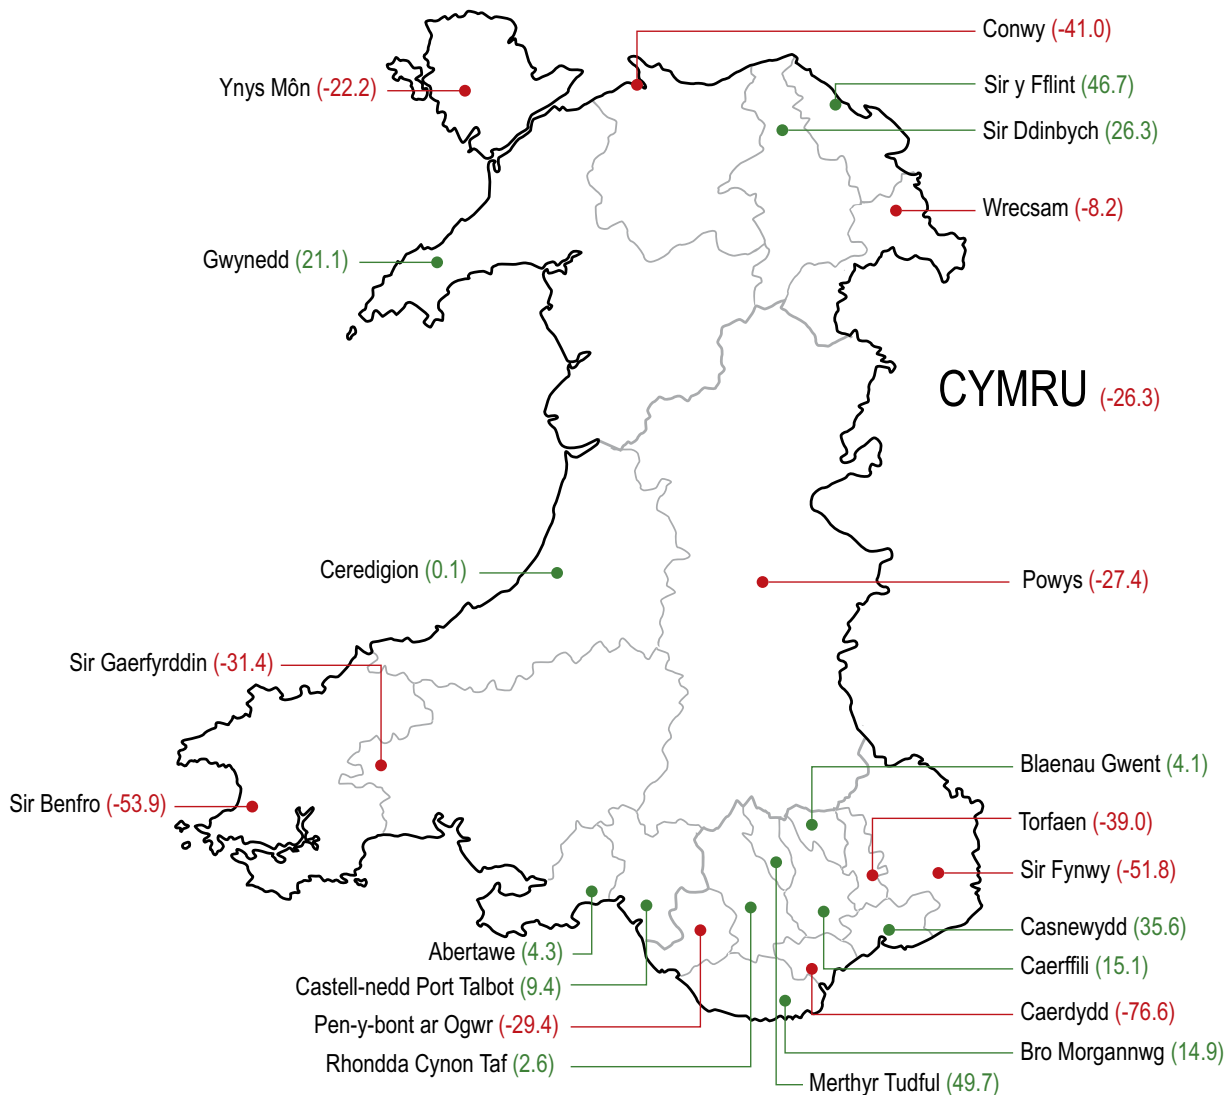 Conwy (-41.0)
Ynys Môn (-22.2)
Sir y Fflint (46.7)
Sir Ddinbych (26.3)
Wrecsam (-8.2)
Gwynedd (21.1)
CYMRU (-26.3)
Ceredigion (0.1)
Powys (-27.4)
Sir Gaerfyrddin (-31.4)
Blaenau Gwent (4.1)
Sir Benfro (-53.9)
Torfaen (-39.0)
Sir Fynwy (-51.8)
Casnewydd (35.6)
Abertawe (4.3)
Caerffili (15.1)
Castell-nedd Port Talbot (9.4)
Caerdydd (-76.6)
Pen-y-bont ar Ogwr (-29.4)
Bro Morgannwg (14.9)
Rhondda Cynon Taf (2.6)
Merthyr Tudful (49.7)